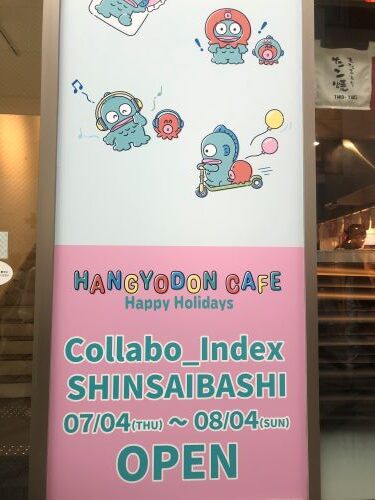 HANGYODON CAFE
Happy Holidays
Collabo_Index
SHINSAIBASHI
07/04(THU) ~ 08/04(SUN)
OPEN